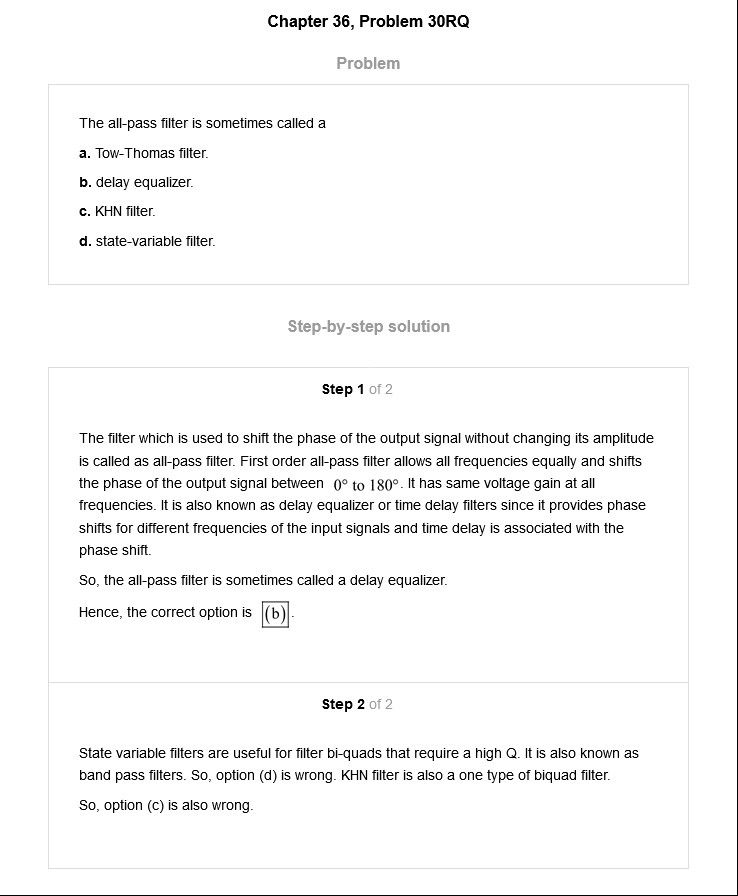 Chapter 36, Problem 30RQ
Problem
The all-pass filter is sometimes called a
a. Tow-Thomas filter.
b. delay equalizer.
c. KHN filter.
d. state-variable filter.
Step-by-step solution
Step 1 of 2
The filter which is used to shift the phase of the output signal without changing its amplitude
is called as all-pass filter. First order all-pass filter allows all frequencies equally and shifts
the phase of the output signal between 0° to 180°. It has same voltage gain at all
frequencies. It is also known as delay equalizer or time delay filters since it provides phase
shifts for different frequencies of the input signals and time delay is associated with the
phase shift.
So, the all-pass filter is sometimes called a delay equalizer.
Hence, the correct option is (b).
Step 2 of 2
State variable filters are useful for filter bi-quads that require a high Q. It is also known as
band pass filters. So, option (d) is wrong. KHN filter is also a one type of biquad filter.
So, option (c) is also wrong.